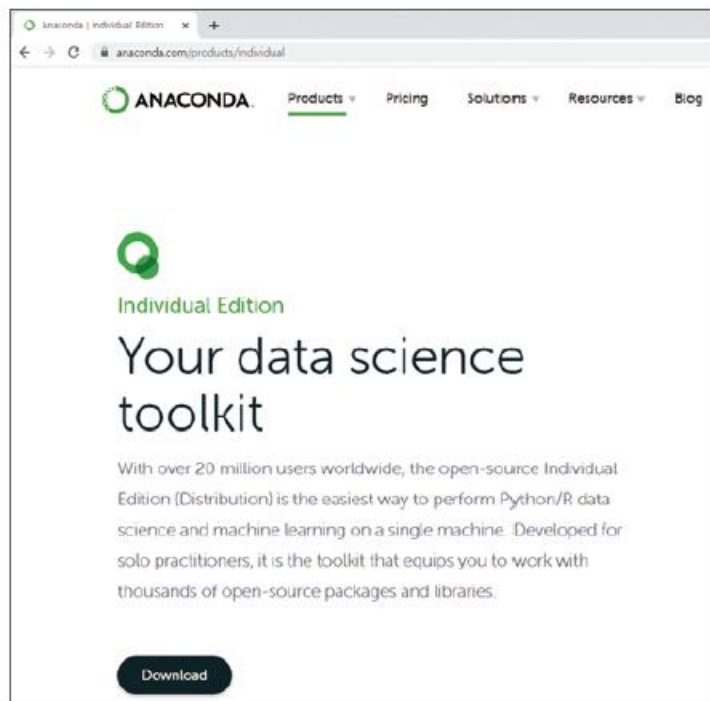 Anaconda | Individual Edition
anaconda.com/products/individual
ANACONDA.
Products Pricing Solutions Resources Blog
Individual Edition
Your data science
toolkit
With over 20 million users worldwide, the open-source Individual
Edition (Distribution) is the easiest way to perform Python/R data
science and machine learning on a single machine. Developed for
solo practitioners, it is the toolkit that equips you to work with
thousands of open-source packages and libraries.
Download